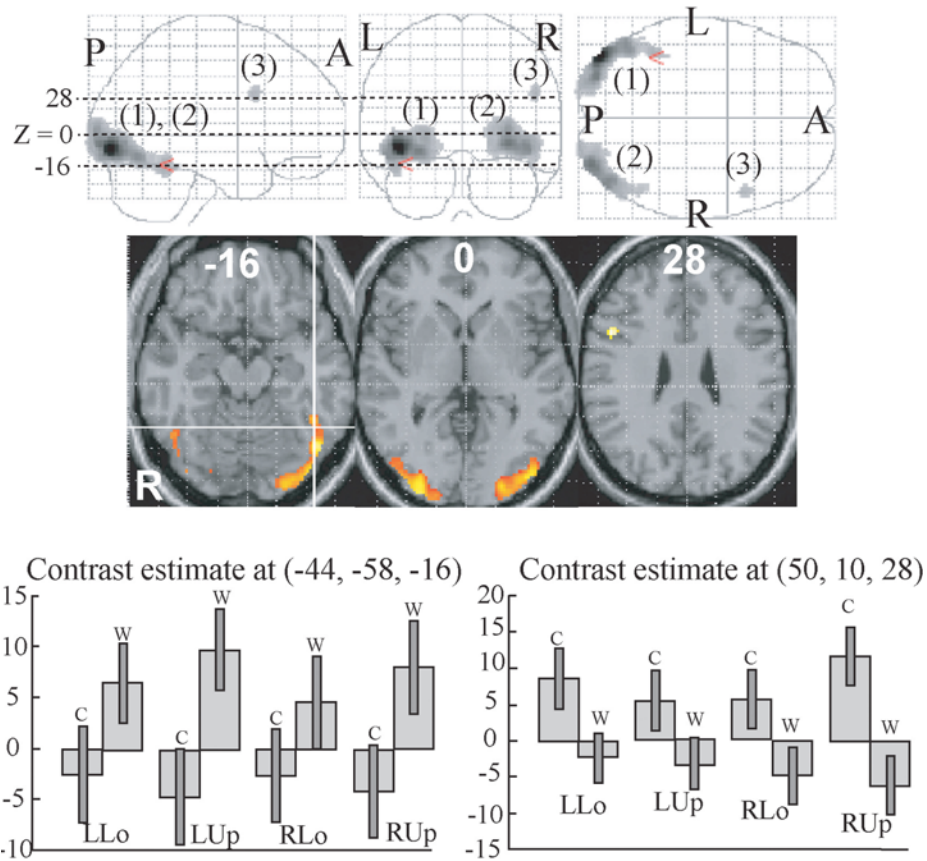 P A L R L
(3) (3)
28
(1), (2) (1) (2) (1)
Z = 0 P A
-16 (2) (3)
R
-16 0 28
R
Contrast estimate at (-44, -58, -16)
15
10
5
0
-5
-10
C W C W C W C W
LLo LUp RLo RUp
Contrast estimate at (50, 10, 28)
20
15
10
5
0
-5
-10
-15
C W C W C W C W
LLo LUp RLo RUp